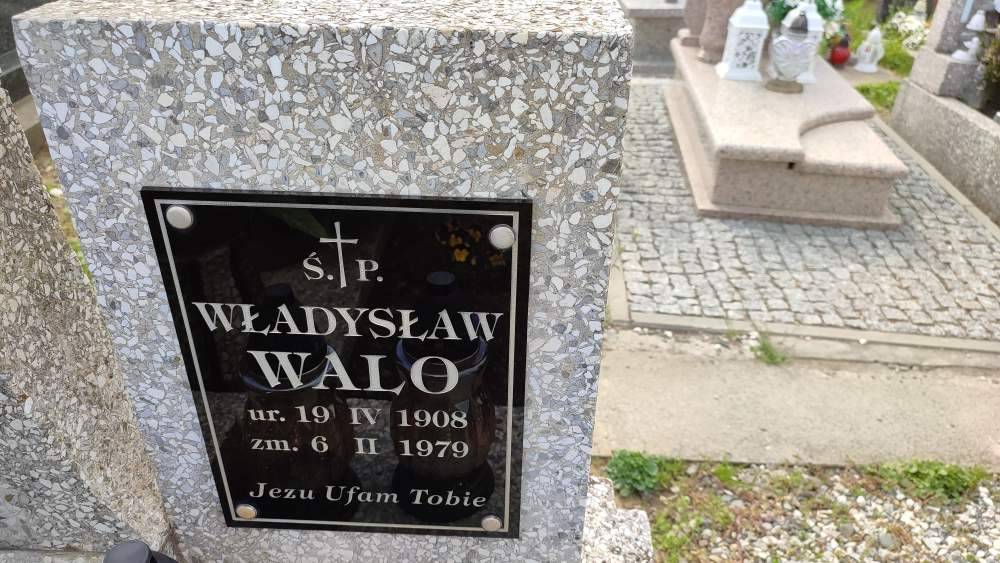 Ś. P.
WŁADYSŁAW
WALO
ur. 19 IV 1908
zm. 6 II 1979
Jezu Ufam Tobie